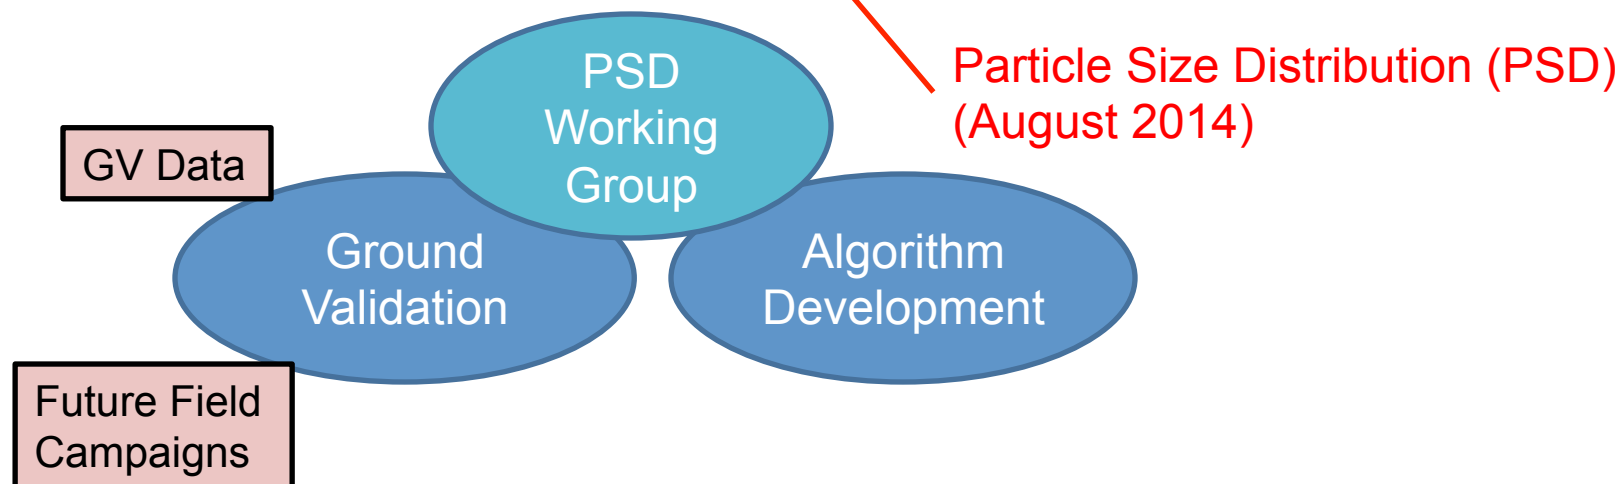 PSD
Working
Group
Particle Size Distribution (PSD)
(August 2014)
GV Data
Ground
Validation
Algorithm
Development
Future Field
Campaigns